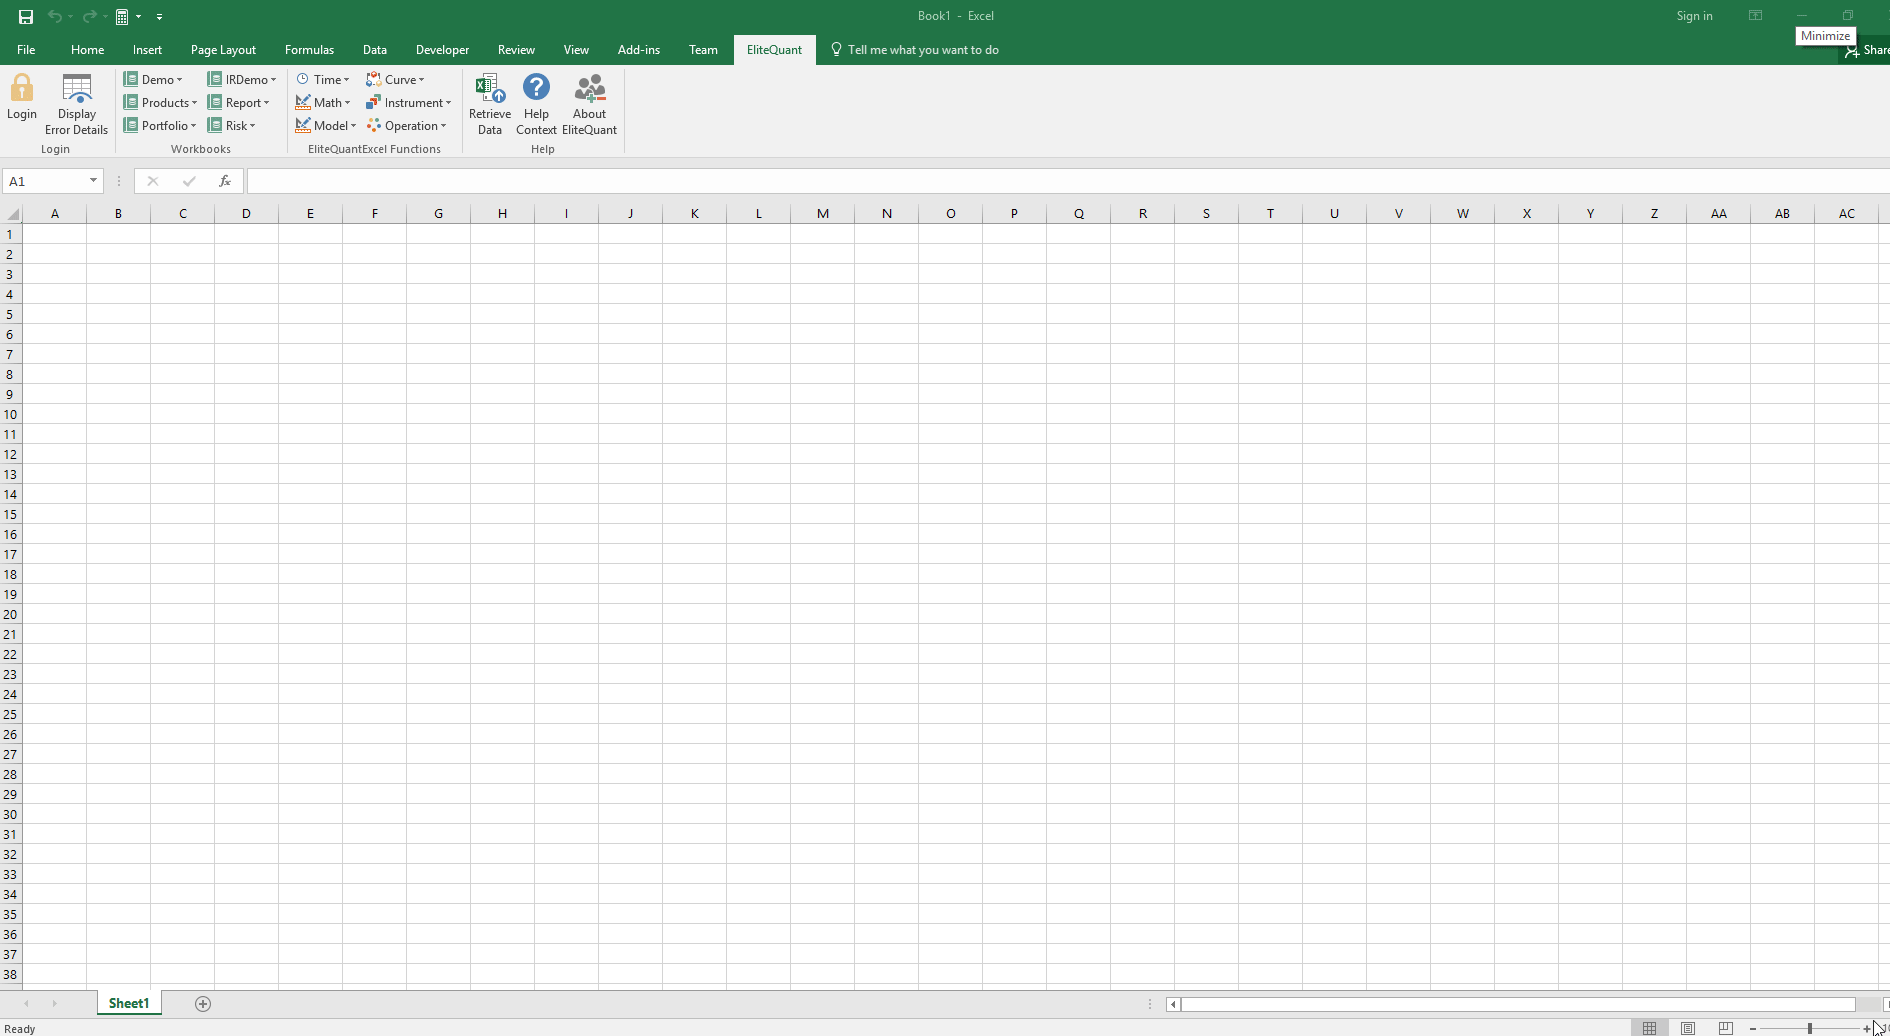 Book1 - Excel
Sign in
Minimize
File Home Insert Page Layout Formulas Data Developer Review View Add-ins Team EliteQuant Tell me what you want to do Share
Login
Display
Error Details
Login
Demo
Products
Portfolio
IRDemo
Report
Risk
Workbooks
Time
Math
Model
Curve
Instrument
Operation
EliteQuantExcel Functions
Retrieve
Data
Help
Context
About
EliteQuant
Help
A1
fx
A B C D E F G H I J K L M N O P Q R S T U V W X Y Z AA AB AC
1
2
3
4
5
6
7
8
9
10
11
12
13
14
15
16
17
18
19
20
21
22
23
24
25
26
27
28
29
30
31
32
33
34
35
36
37
38
Sheet1
Ready